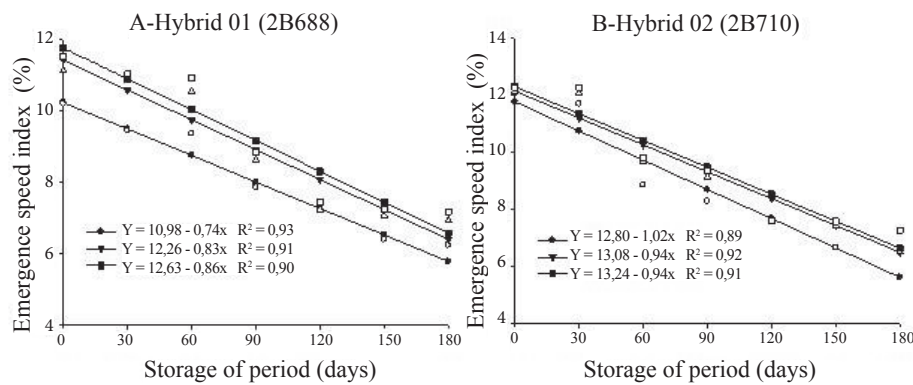 A-Hybrid 01 (2B688)
Emergence speed index (%)
12
10
8
6
4
Y = 10,98 - 0,74x R² = 0,93
Y = 12,26 - 0,83x R² = 0,91
Y = 12,63 - 0,86x R² = 0,90
0 30 60 90 120 150 180
Storage of period (days)
B-Hybrid 02 (2B710)
Emergence speed index (%)
14
12
10
8
6
4
Y = 12,80 - 1,02x R² = 0,89
Y = 13,08 - 0,94x R² = 0,92
Y = 13,24 - 0,94x R² = 0,91
0 30 60 90 120 150 180
Storage of period (days)